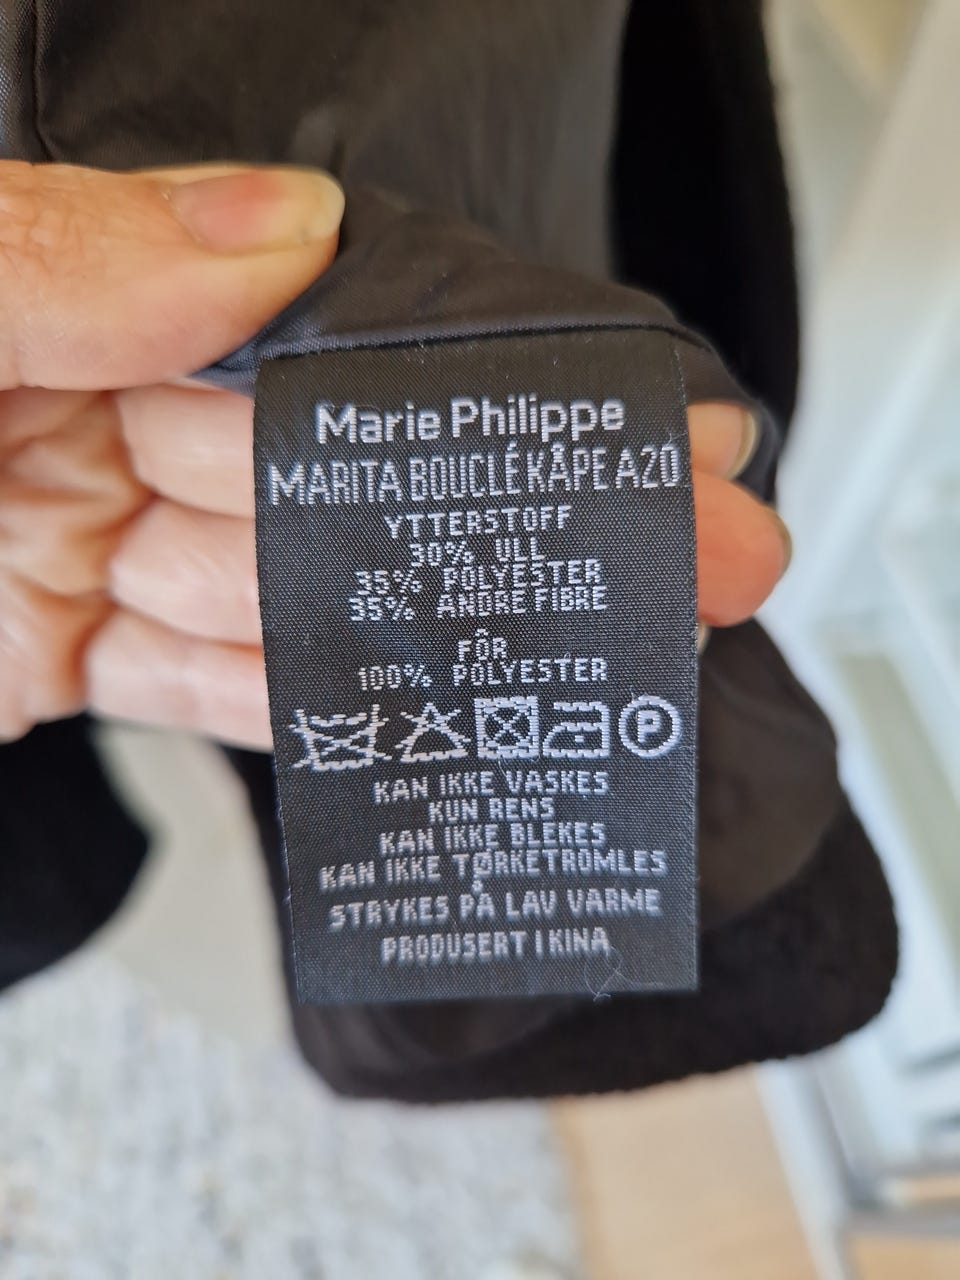 Marie Philippe
MARITA BOUCLÉ KÅPE A20
YTTERSTOFF
30% ULL
35% POLYESTER
35% ANDRE FIBRE
FÔR
100% POLYESTER
P
KAN IKKE VASKES
KUN RENS
KAN IKKE BLEKES
KAN IKKE TØRKETROMLES
STRYKES PÅ LAV VARME
PRODUSERT I KINA